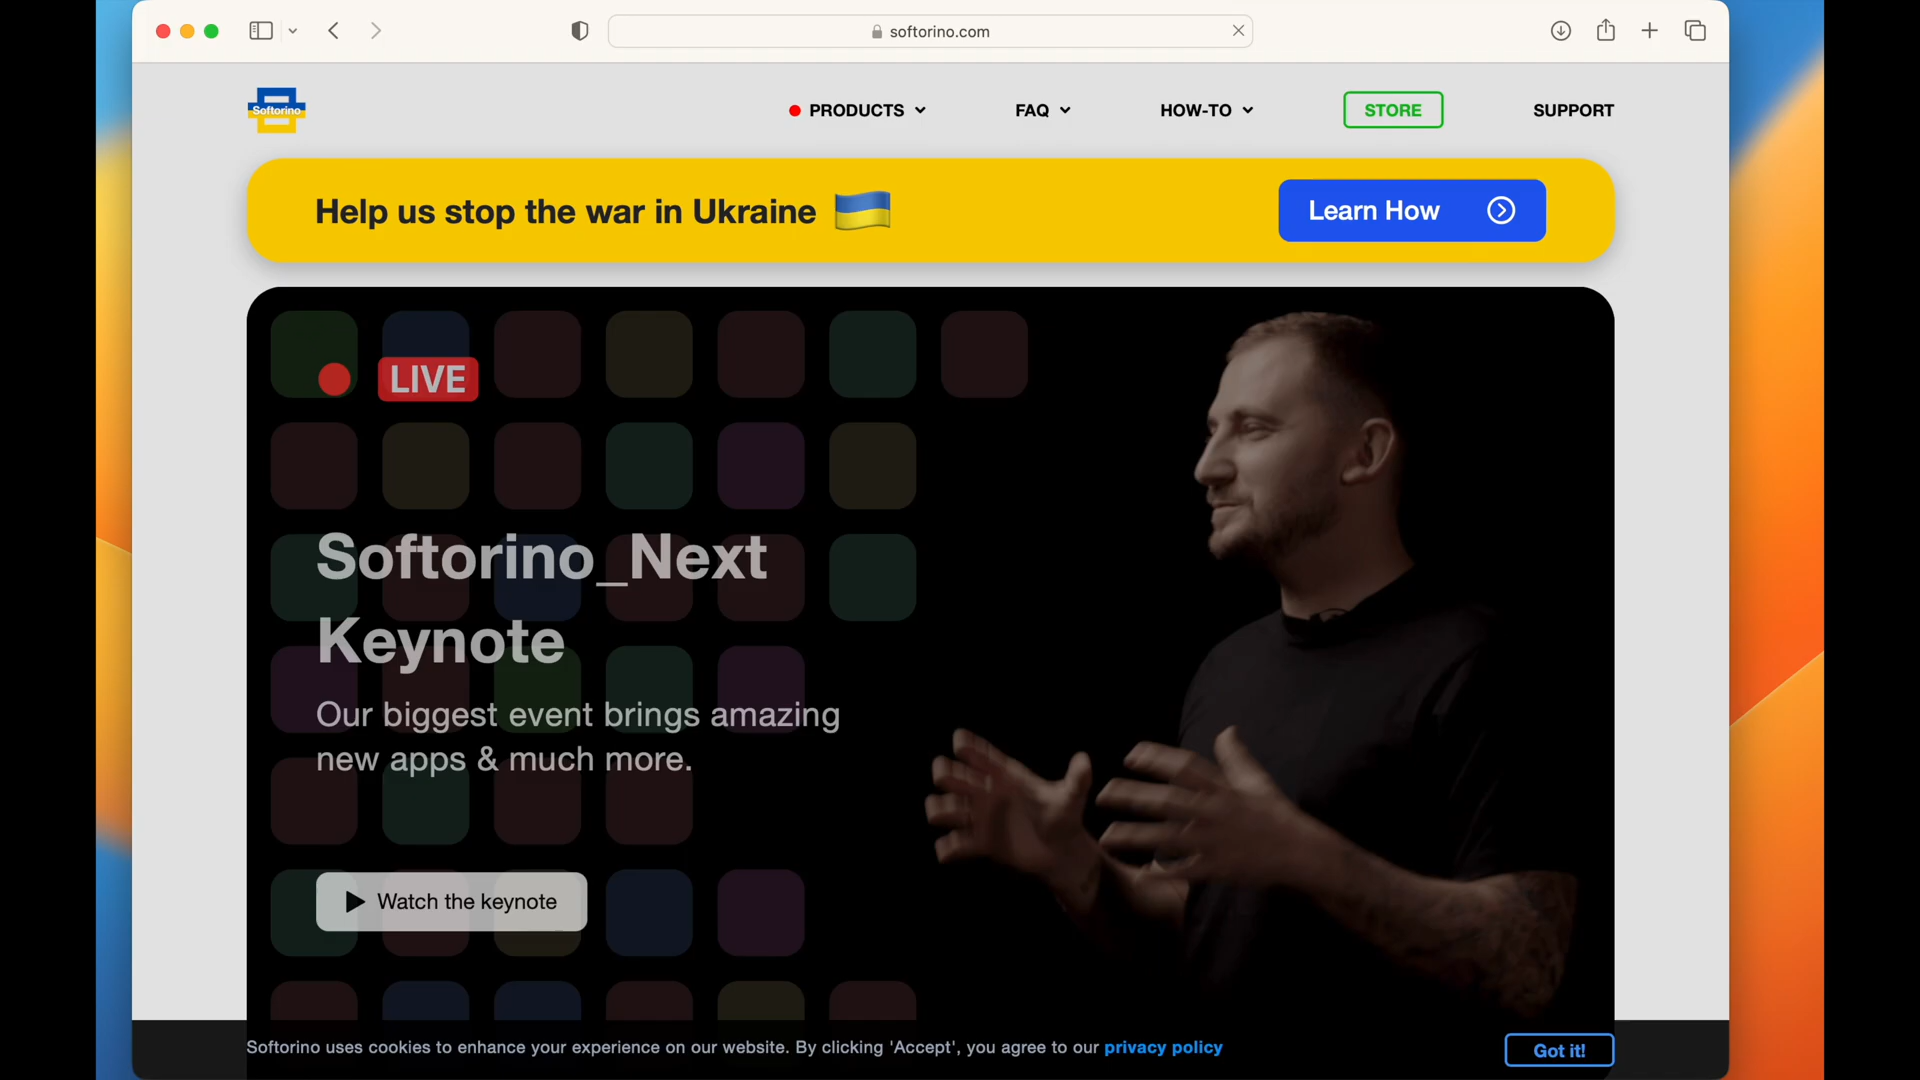 softorino.com
Softorino
PRODUCTS
FAQ
HOW-TO
STORE
SUPPORT
Help us stop the war in Ukraine
Learn How
LIVE
Softorino_Next
Keynote
Our biggest event brings amazing
new apps & much more.
Watch the keynote
Softorino uses cookies to enhance your experience on our website. By clicking 'Accept', you agree to our privacy policy
Got it!